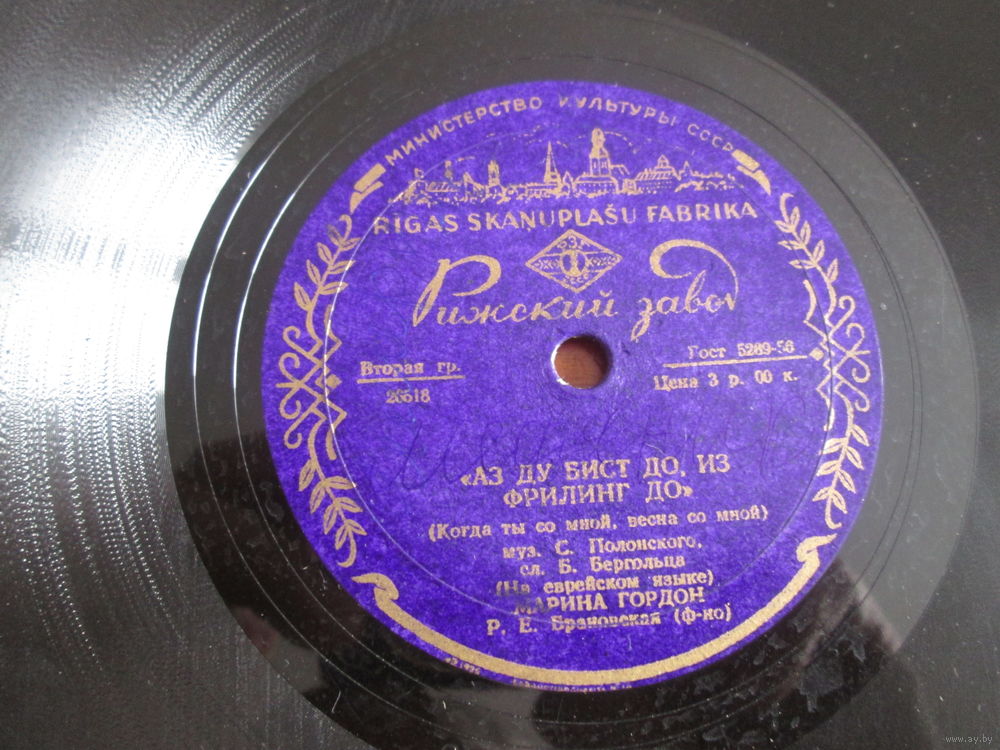 МИНИСТЕРСТВО КУЛЬТУРЫ СССР
RIGAS SKAŅUPLAŠU FABRIKA
Рижский завод
Вторая гр.
26618
Гост 5289-56
Цена 3 р. 00 к.
«АЗ ДУ БИСТ ДО, ИЗ
ФРИЛИНГ ДО»
(Когда ты со мной, весна со мной)
муз. С. Полонского,
сл. Б. Бергольца
(На еврейском языке)
МАРИНА ГОРДОН
Р. Е. Брановская (ф-но)
www.ay.by